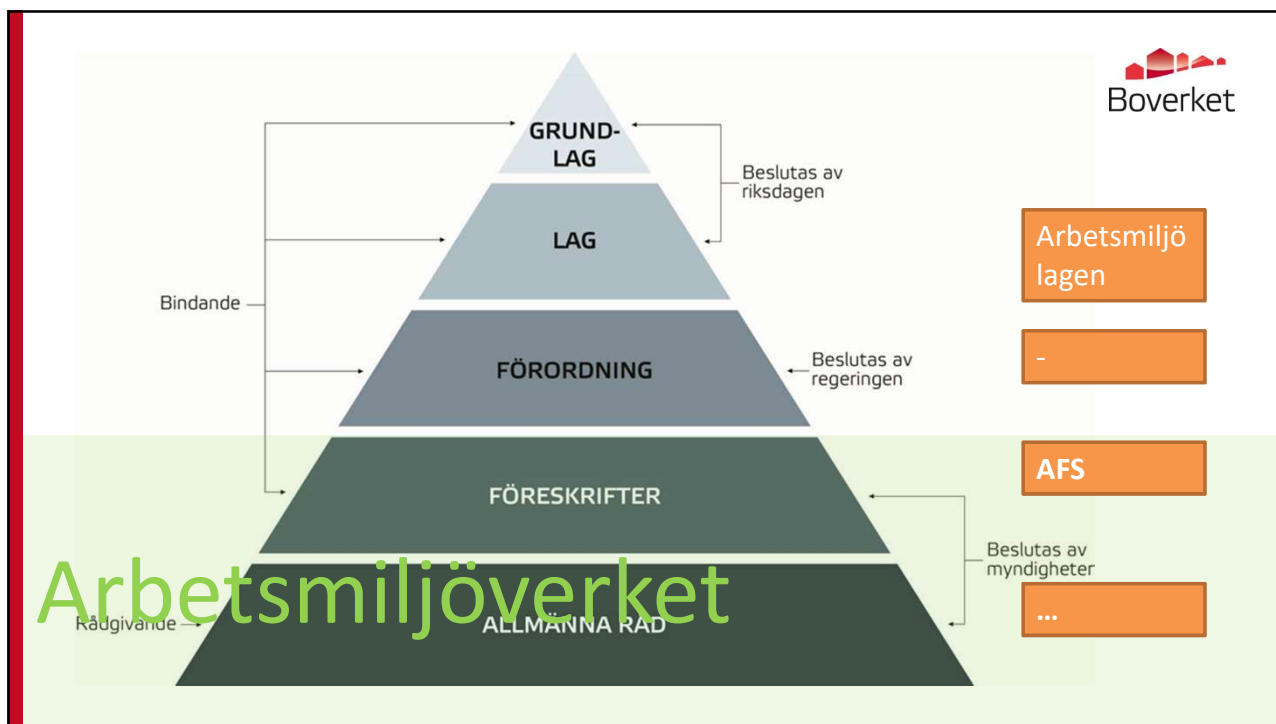 Boverket
GRUND-
LAG
Beslutas av
riksdagen
LAG
Arbetsmiljö
lagen
Bindande
FÖRORDNING
Beslutas av
regeringen
-
AFS
FÖRESKRIFTER
Beslutas av
myndigheter
Arbetsmiljöverket
Rådgivande
ALLMÄNNA RÅD
...